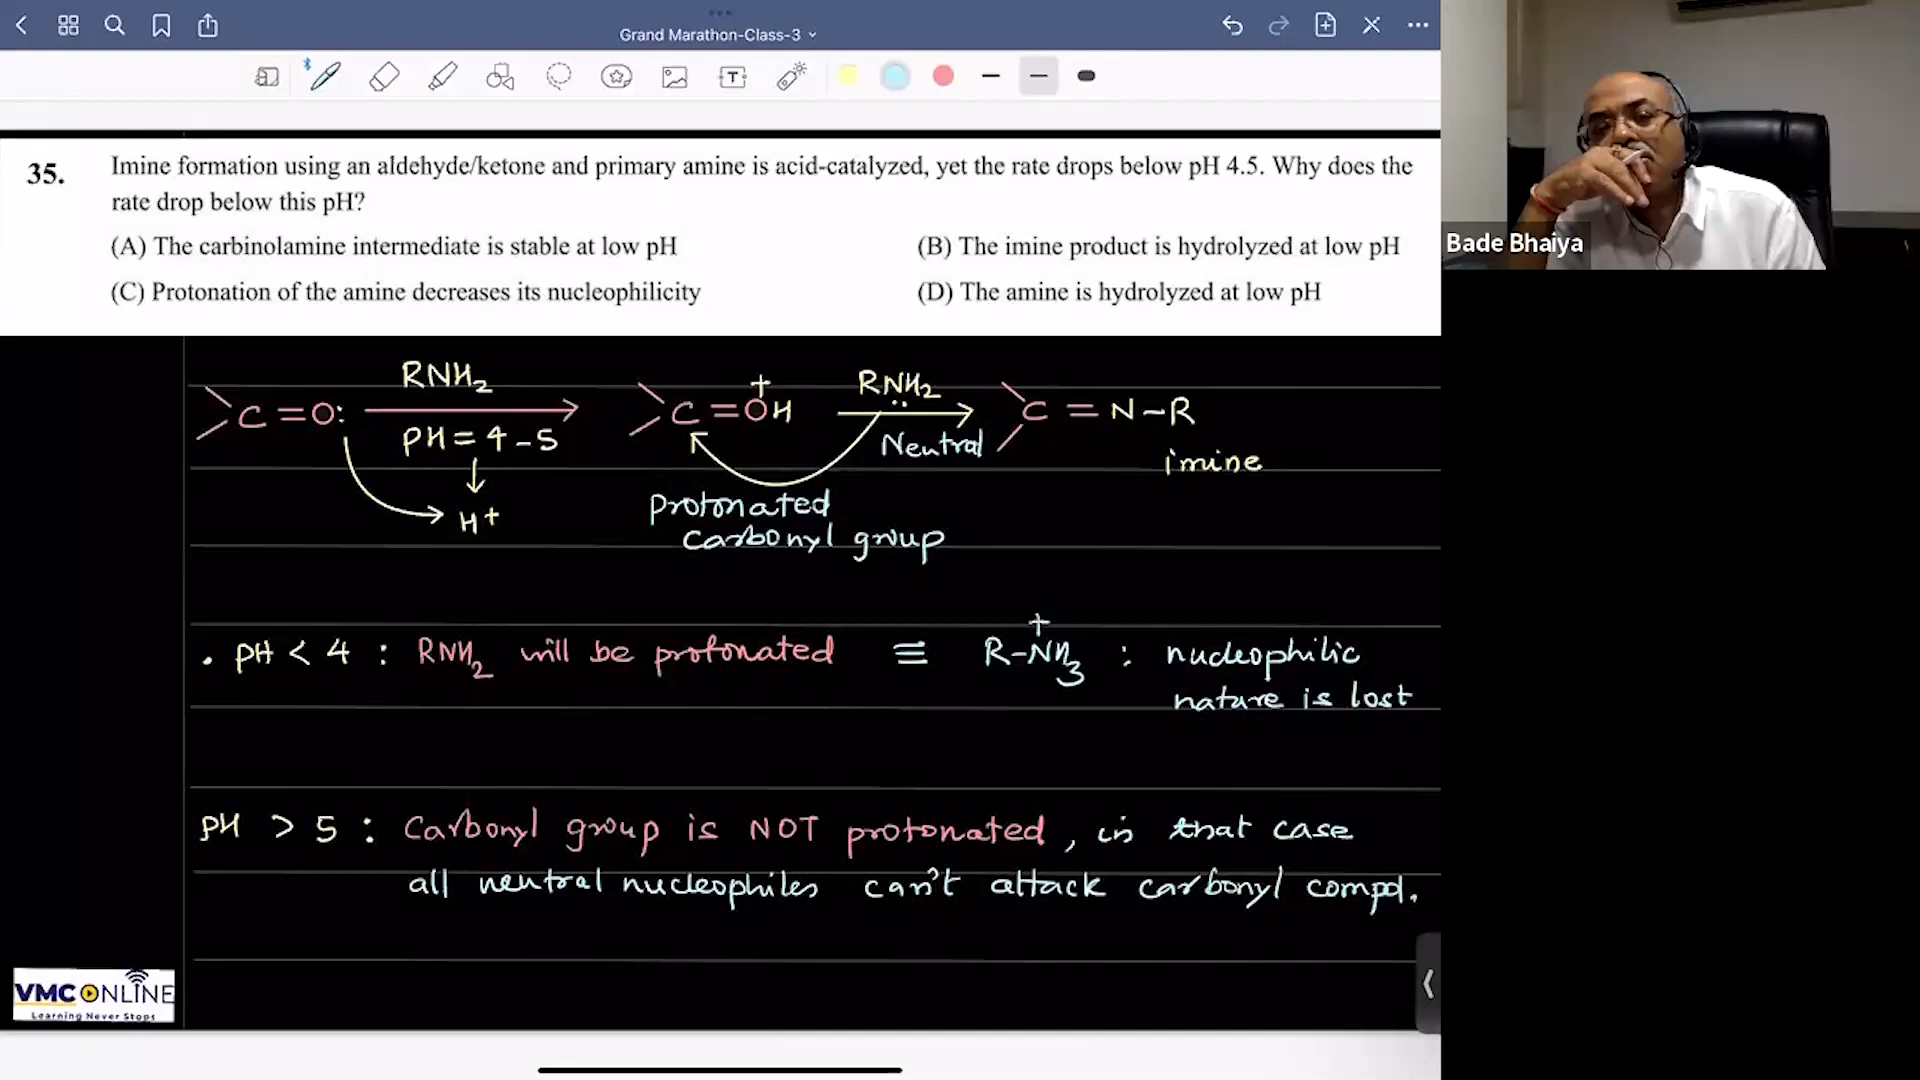 Grand Marathon-Class-3
T
35. Imine formation using an aldehyde/ketone and primary amine is acid-catalyzed, yet the rate drops below pH 4.5. Why does the
rate drop below this pH?
(A) The carbinolamine intermediate is stable at low pH (B) The imine product is hydrolyzed at low pH
(C) Protonation of the amine decreases its nucleophilicity (D) The amine is hydrolyzed at low pH
Bade Bhaiya
RNH₂ + RNH₂
C=O: C=OH C=N-R
PH=4-5 Neutral
↓ imine
H+
Protonated
carbonyl group
. PH < 4 : RNH₂ will be protonated ≡ R-N⁺H₃ : nucleophilic
nature is lost
PH > 5 : Carbonyl group is NOT protonated, in that case
all neutral nucleophiles can't attack carbonyl compd.
VMC ONLINE
Learning Never Stops